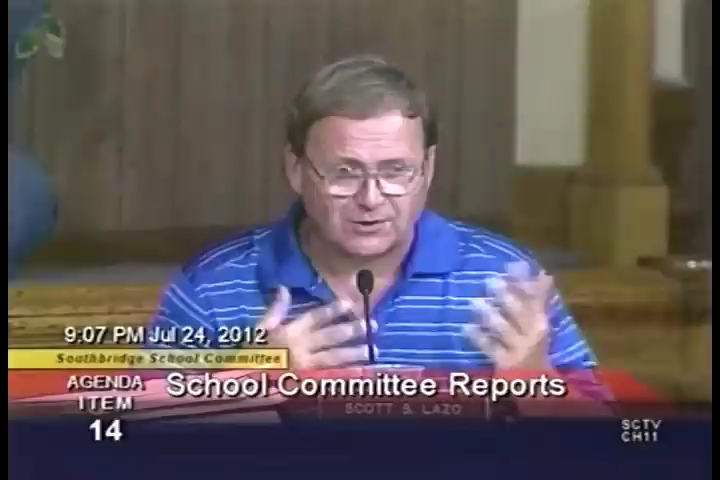 9:07 PM Jul 24, 2012
Southbridge School Committee
AGENDA
ITEM
14
School Committee Reports
SCOTT S. LAZO
SCTV
CH11